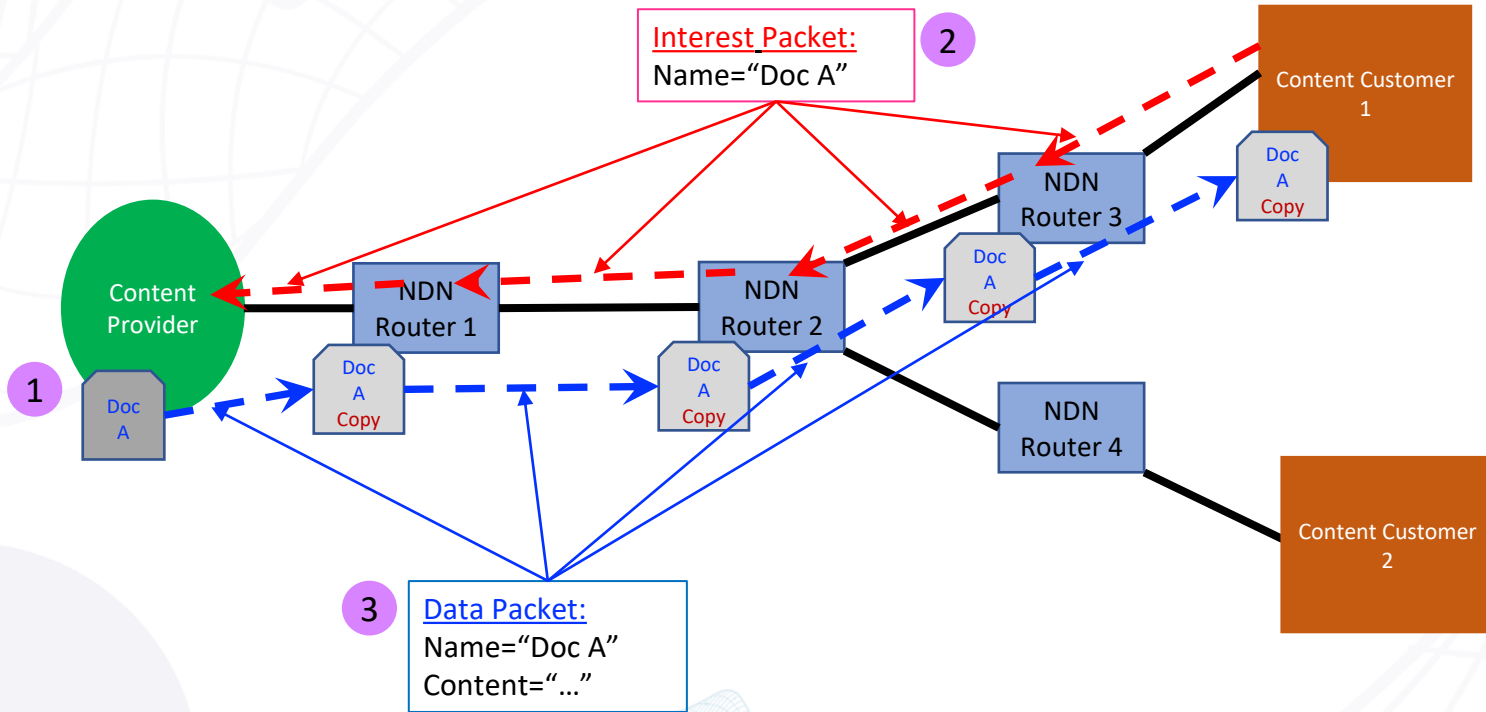 Interest Packet:
Name=“Doc A”
2
Content Customer
1
Doc
A
Copy
NDN
Router 3
Doc
A
Copy
Content
Provider
NDN
Router 1
NDN
Router 2
1
Doc
A
Doc
A
Copy
Doc
A
Copy
NDN
Router 4
Content Customer
2
3
Data Packet:
Name=“Doc A”
Content=“…”